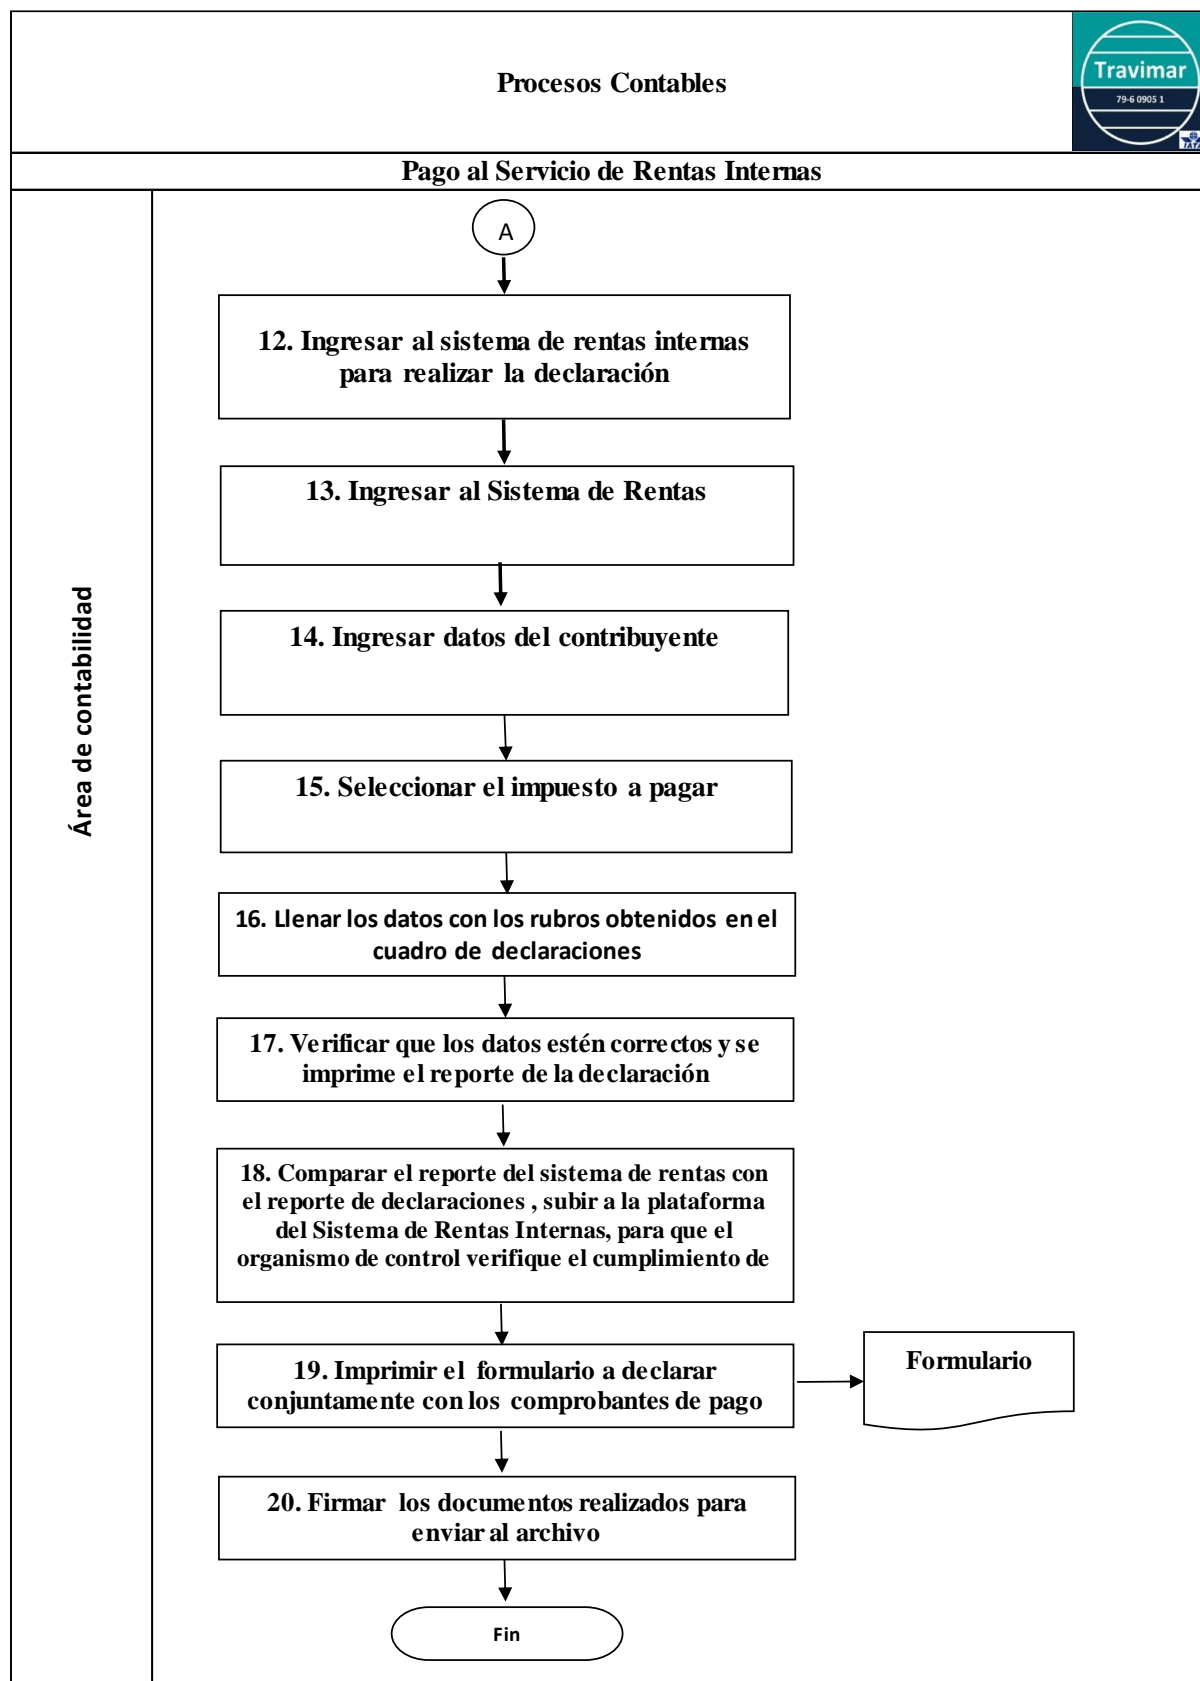 Procesos Contables
Travimar
79-6 0905 1
IATA
Pago al Servicio de Rentas Internas
Área de contabilidad
A
12. Ingresar al sistema de rentas internas
para realizar la declaración
13. Ingresar al Sistema de Rentas
14. Ingresar datos del contribuyente
15. Seleccionar el impuesto a pagar
16. Llenar los datos con los rubros obtenidos en el
cuadro de declaraciones
17. Verificar que los datos estén correctos y se
imprime el reporte de la declaración
18. Comparar el reporte del sistema de rentas con
el reporte de declaraciones , subir a la plataforma
del Sistema de Rentas Internas, para que el
organismo de control verifique el cumplimiento de
19. Imprimir el formulario a declarar
conjuntamente con los comprobantes de pago
Formulario
20. Firmar los documentos realizados para
enviar al archivo
Fin